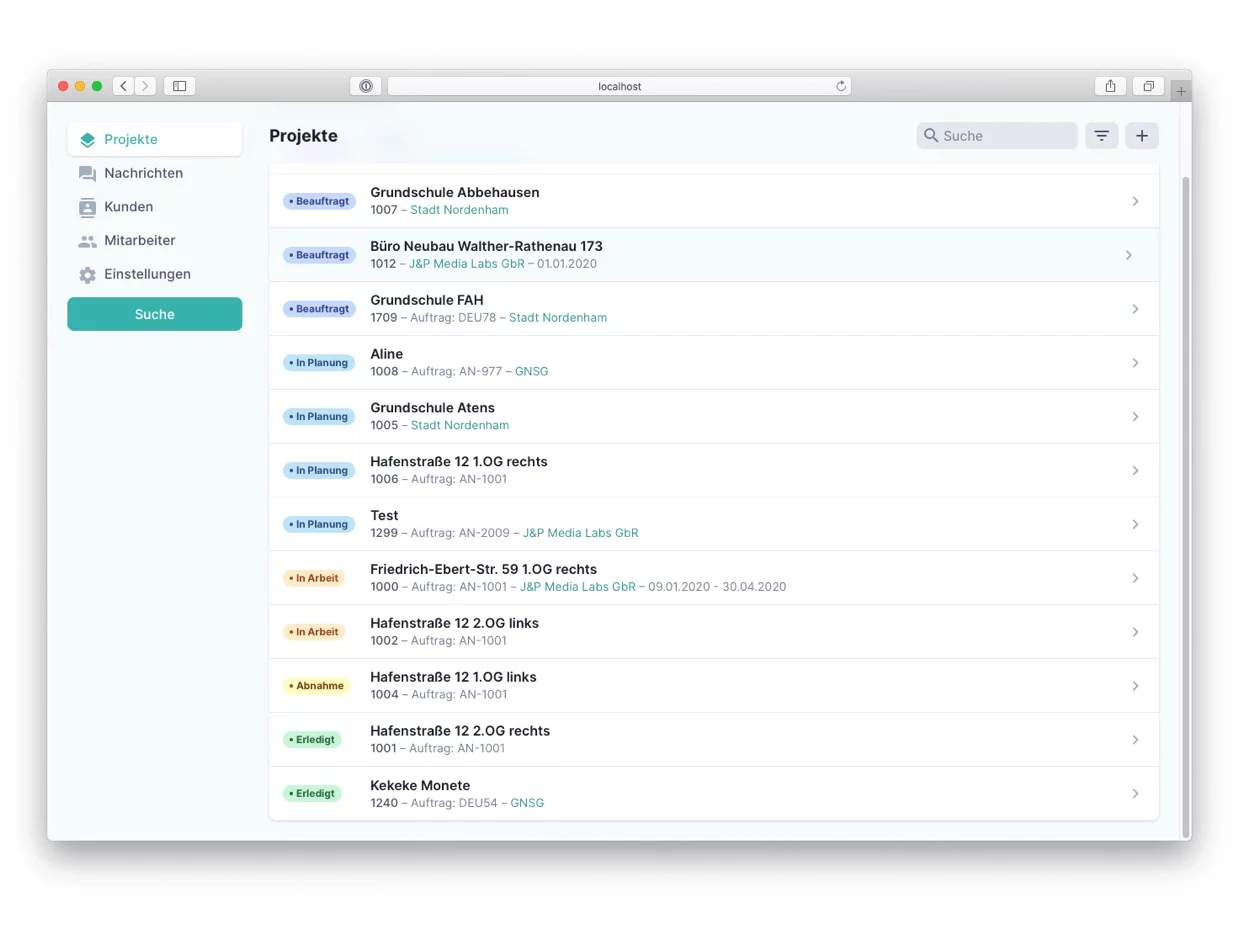 localhost
Projekte
Nachrichten
Kunden
Mitarbeiter
Einstellungen
Suche
Projekte
Suche
• Beauftragt
Grundschule Abbehausen
1007 – Stadt Nordenham
• Beauftragt
Büro Neubau Walther-Rathenau 173
1012 – J&P Media Labs GbR – 01.01.2020
• Beauftragt
Grundschule FAH
1709 – Auftrag: DEU78 – Stadt Nordenham
• In Planung
Aline
1008 – Auftrag: AN-977 – GNSG
• In Planung
Grundschule Atens
1005 – Stadt Nordenham
• In Planung
Hafenstraße 12 1.OG rechts
1006 – Auftrag: AN-1001
• In Planung
Test
1299 – Auftrag: AN-2009 – J&P Media Labs GbR
• In Arbeit
Friedrich-Ebert-Str. 59 1.OG rechts
1000 – Auftrag: AN-1001 – J&P Media Labs GbR – 09.01.2020 - 30.04.2020
• In Arbeit
Hafenstraße 12 2.OG links
1002 – Auftrag: AN-1001
• Abnahme
Hafenstraße 12 1.OG links
1004 – Auftrag: AN-1001
• Erledigt
Hafenstraße 12 2.OG rechts
1001 – Auftrag: AN-1001
• Erledigt
Kekeke Monete
1240 – Auftrag: DEU54 – GNSG